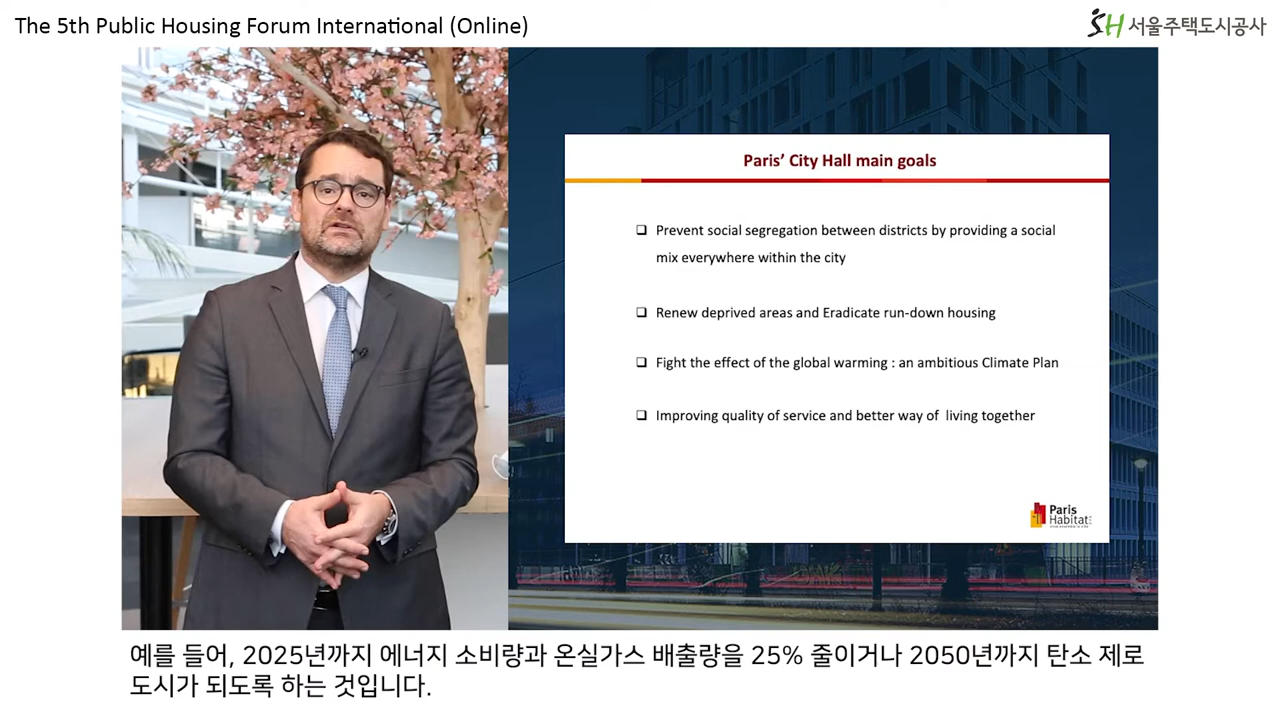 The 5th Public Housing Forum International (Online)
SH 서울주택도시공사
Paris' City Hall main goals
❑ Prevent social segregation between districts by providing a social
mix everywhere within the city
❑ Renew deprived areas and Eradicate run-down housing
❑ Fight the effect of the global warming : an ambitious Climate Plan
❑ Improving quality of service and better way of living together
Paris
Habitat
예를 들어, 2025년까지 에너지 소비량과 온실가스 배출량을 25% 줄이거나 2050년까지 탄소 제로
도시가 되도록 하는 것입니다.